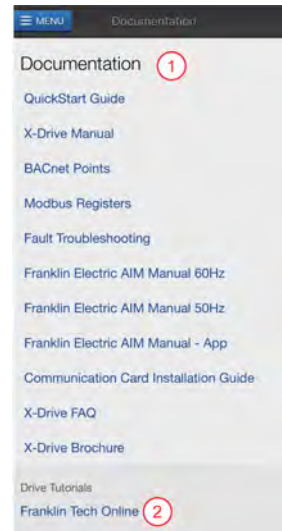 MENU Documentation
Documentation 1
QuickStart Guide
X-Drive Manual
BACnet Points
Modbus Registers
Fault Troubleshooting
Franklin Electric AIM Manual 60Hz
Franklin Electric AIM Manual 50Hz
Franklin Electric AIM Manual - App
Communication Card Installation Guide
X-Drive FAQ
X-Drive Brochure
Drive Tutorials
Franklin Tech Online 2